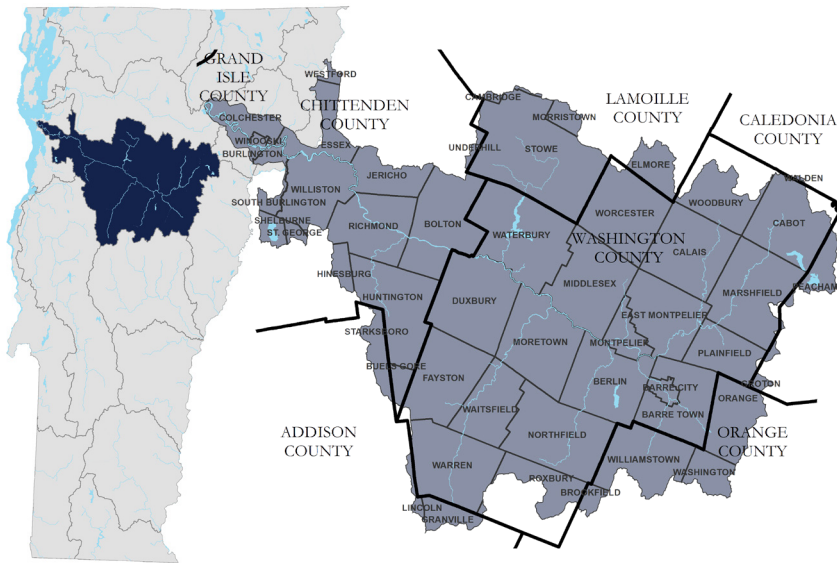 GRAND
ISLE
COUNTY
WESTFORD
CHITTENDEN
COUNTY
CAMBRIDGE
LAMOILLE
COUNTY
CALEDONIA
COUNTY
COLCHESTER
MORRISTOWN
WINOOSKI
ESSEX
UNDERHILL
STOWE
BURLINGTON
ELMORE
JERICHO
WALDEN
WILLISTON
SOUTH BURLINGTON
WOODBURY
WORCESTER
SHELBURNE
RICHMOND
BOLTON
CABOT
ST. GEORGE
WATERBURY
WASHINGTON
COUNTY
CALAIS
HINESBURG
MIDDLESEX
MARSHFIELD
PEACHAM
HUNTINGTON
DUXBURY
EAST MONTPELIER
STARKSBORO
MORETOWN
MONTPELIER
PLAINFIELD
BUELS GORE
FAYSTON
BERLIN
BARRE CITY
GROTON
ORANGE
WAITSFIELD
BARRE TOWN
ADDISON
COUNTY
NORTHFIELD
ORANGE
COUNTY
WARREN
WILLIAMSTOWN
WASHINGTON
ROXBURY
BROOKFIELD
LINCOLN
GRANVILLE